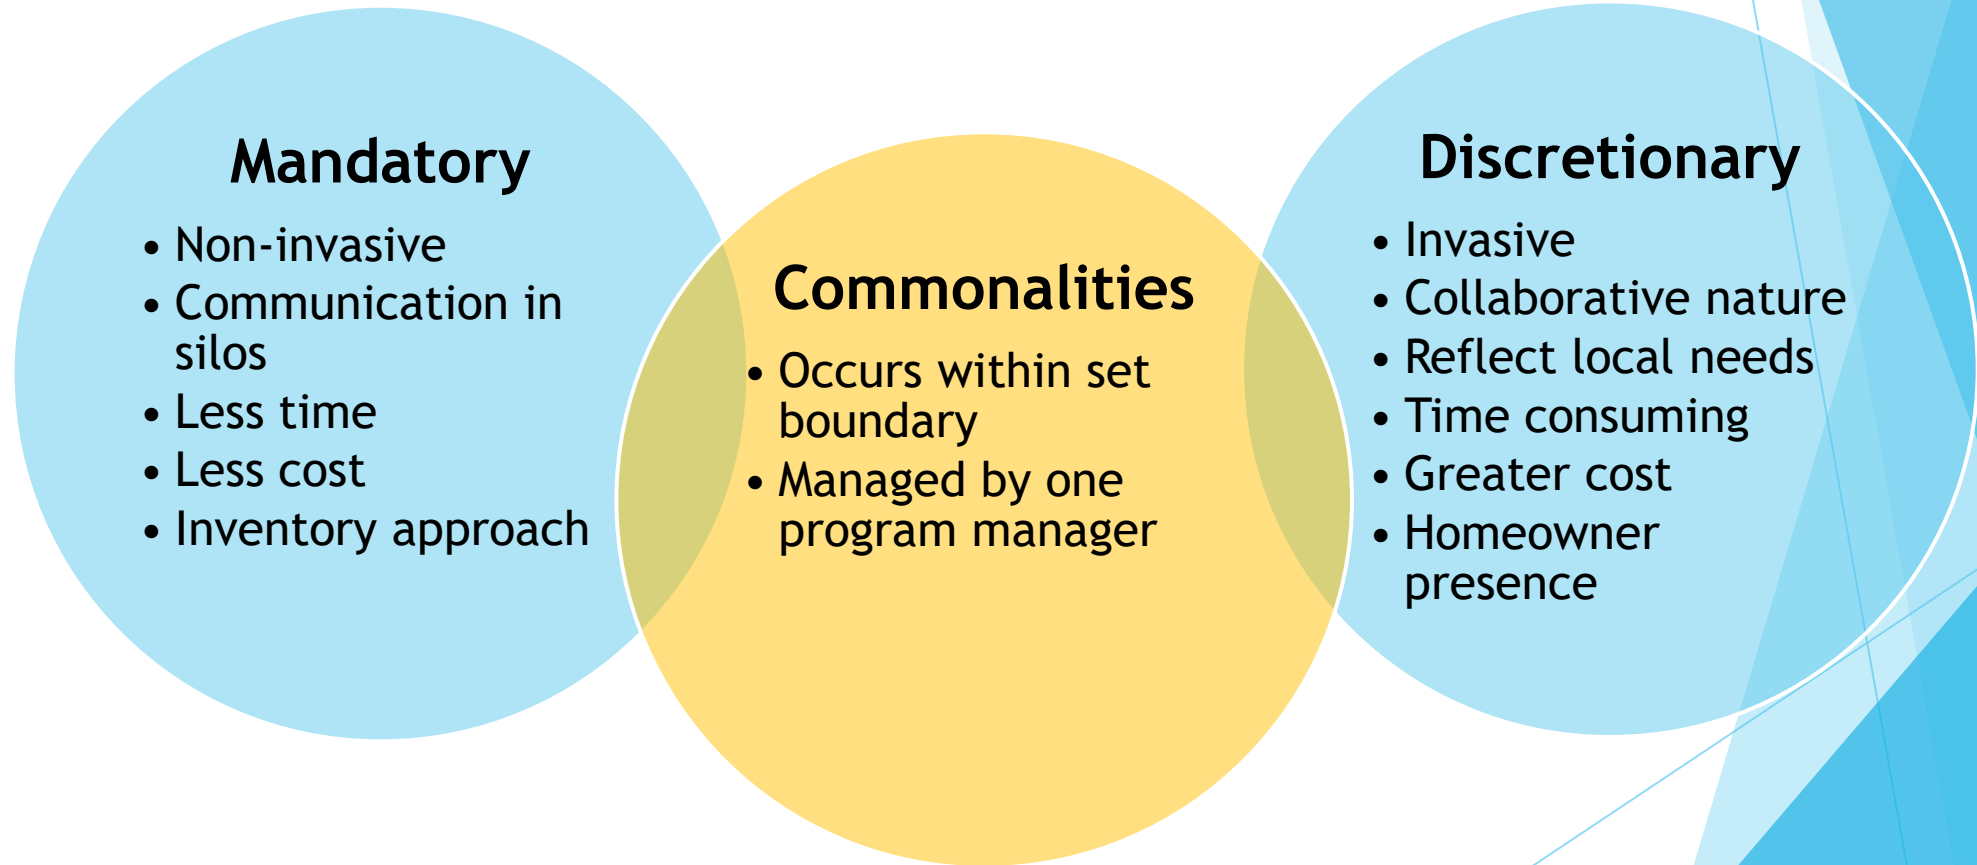 Mandatory
• Non-invasive
• Communication in
silos
• Less time
• Less cost
• Inventory approach
Commonalities
• Occurs within set
boundary
• Managed by one
program manager
Discretionary
• Invasive
• Collaborative nature
• Reflect local needs
• Time consuming
• Greater cost
• Homeowner
presence